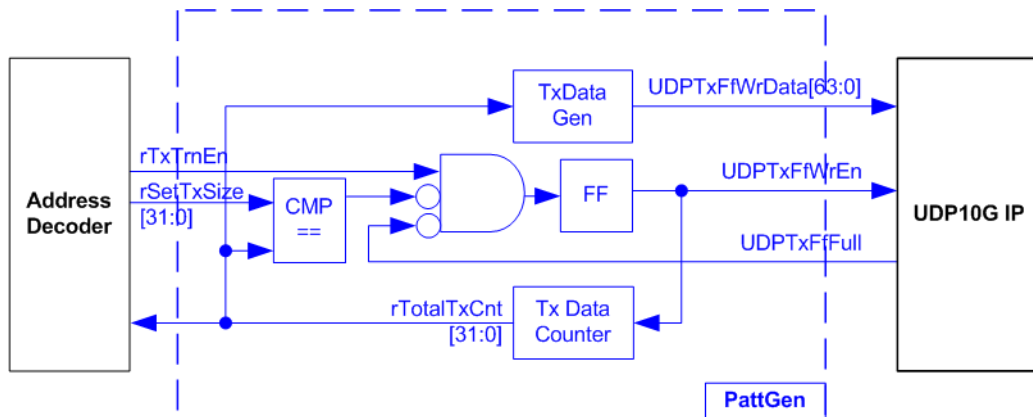 TxData
Gen
UDPTxFfWrData[63:0]
rTxTrnEn
rSetTxSize
[31:0]
Address
Decoder
CMP
==
FF
UDPTxFfWrEn
UDP10G IP
UDPTxFfFull
rTotalTxCnt
[31:0]
Tx Data
Counter
PattGen